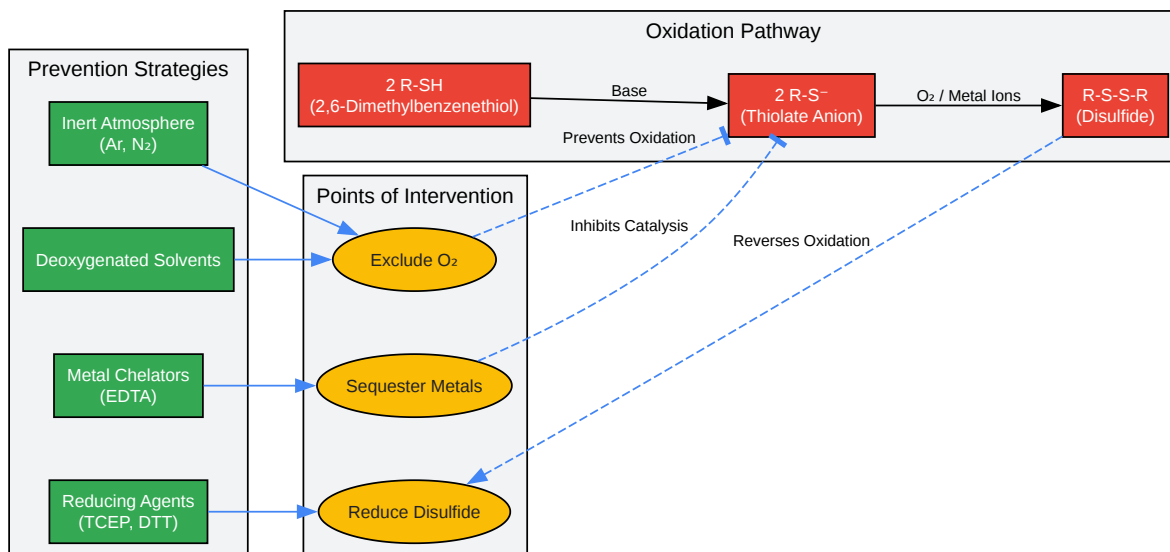 Oxidation Pathway
2 R-SH
(2,6-Dimethylbenzenethiol)
Base
2 R-S⁻
(Thiolate Anion)
O₂ / Metal Ions
R-S-S-R
(Disulfide)
Prevention Strategies
Inert Atmosphere
(Ar, N₂)
Deoxygenated Solvents
Metal Chelators
(EDTA)
Reducing Agents
(TCEP, DTT)
Points of Intervention
Exclude O₂
Sequester Metals
Reduce Disulfide
Prevents Oxidation
Inhibits Catalysis
Reverses Oxidation